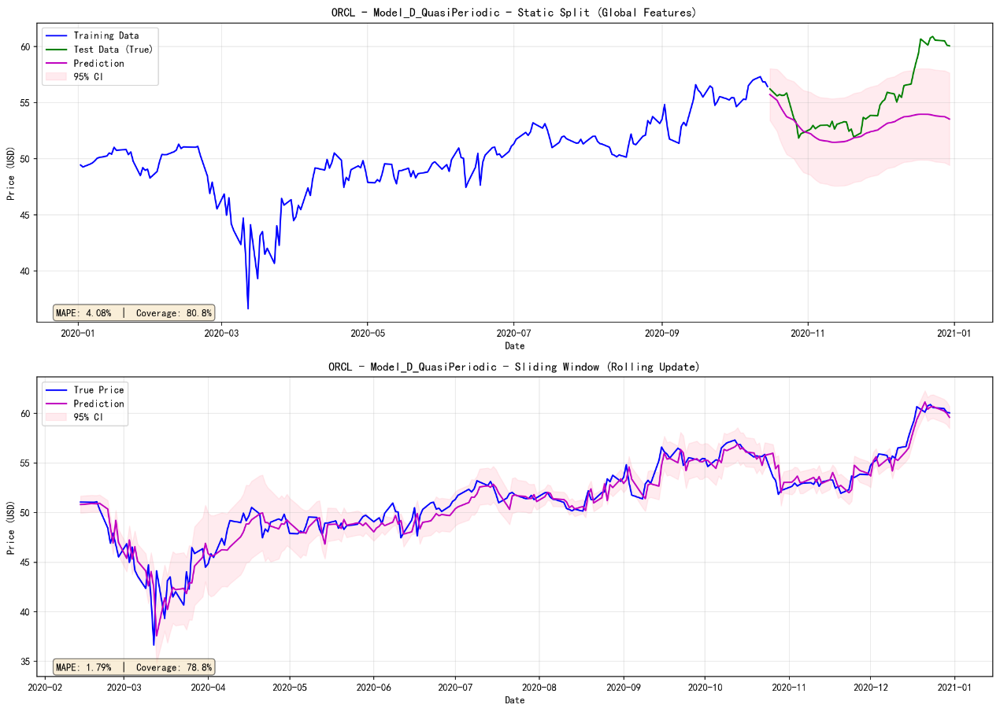 ORCL - Model_D_QuasiPeriodic - Static Split (Global Features)
Training Data
Test Data (True)
Prediction
95% CI
Price (USD)
60
55
50
45
40
MAPE: 4.08% | Coverage: 80.8%
2020-01
2020-03
2020-05
2020-07
2020-09
2020-11
2021-01
Date
ORCL - Model_D_QuasiPeriodic - Sliding Window (Rolling Update)
True Price
Prediction
95% CI
Price (USD)
60
55
50
45
40
35
MAPE: 1.79% | Coverage: 78.8%
2020-02
2020-03
2020-04
2020-05
2020-06
2020-07
2020-08
2020-09
2020-10
2020-11
2020-12
2021-01
Date